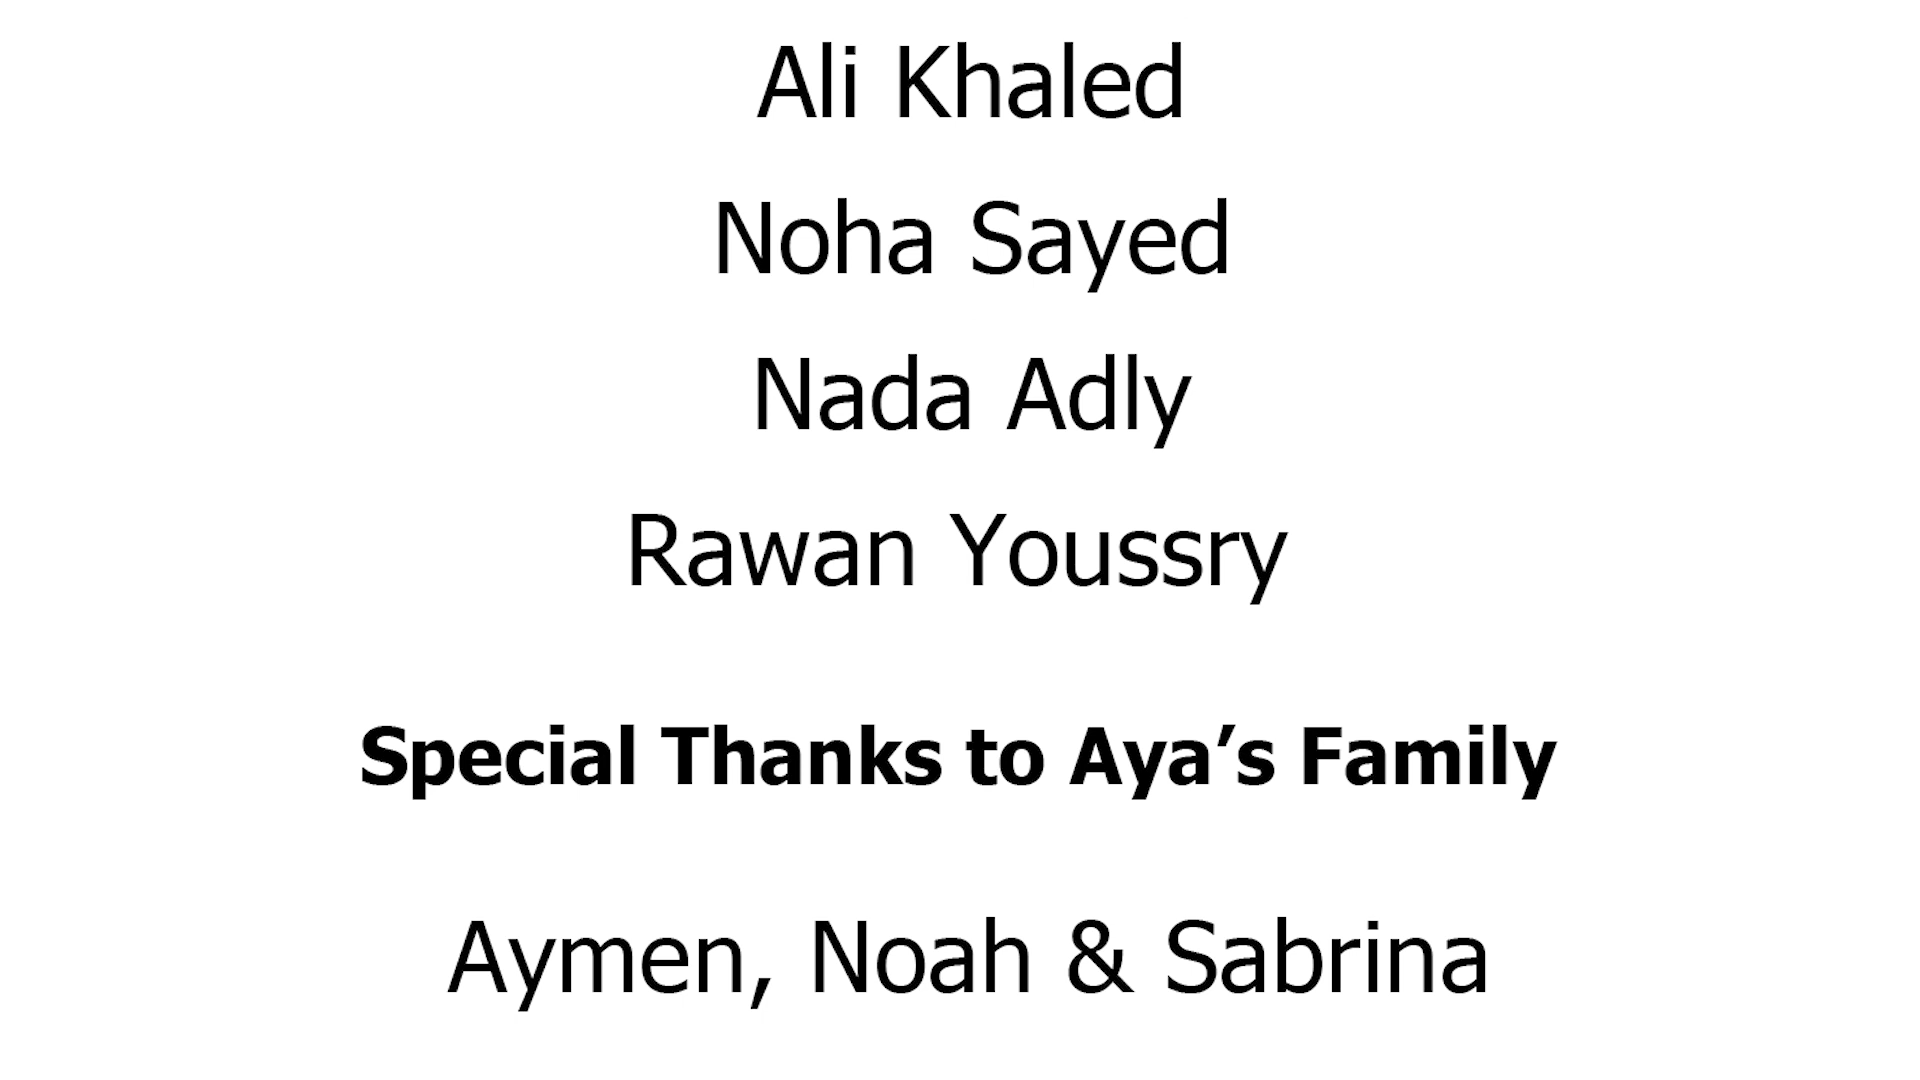 Ali Khaled
Noha Sayed
Nada Adly
Rawan Youssry
Special Thanks to Aya’s Family
Aymen, Noah & Sabrina